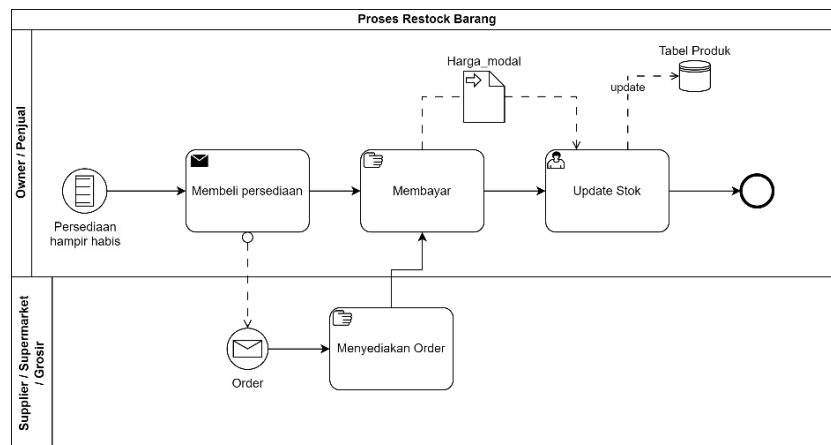 Proses Restock Barang
Owner / Penjual
Persediaan
hampir habis
Membeli persediaan
Membayar
Harga_modal
Update Stok
update
Tabel Produk
Supplier / Supermarket
/ Grosir
Order
Menyediakan Order